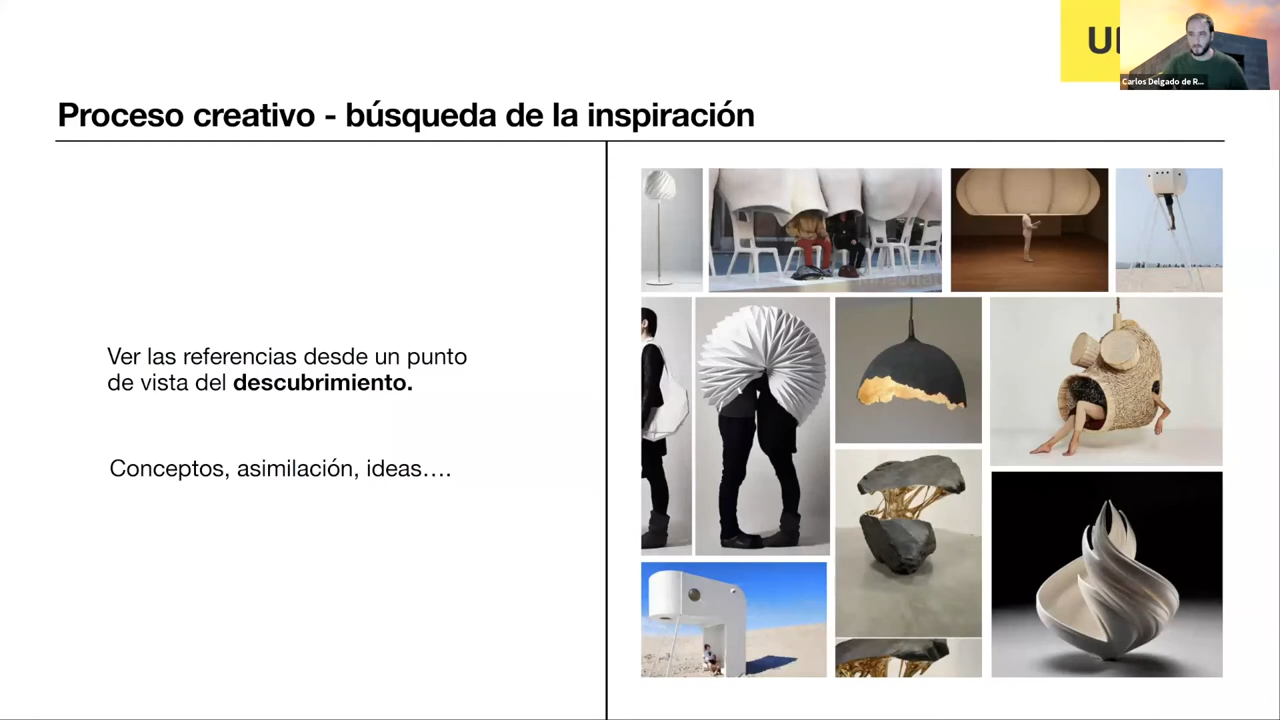 Carlos Delgado de R...
Proceso creativo - búsqueda de la inspiración
Ver las referencias desde un punto
de vista del descubrimiento.
Conceptos, asimilación, ideas….